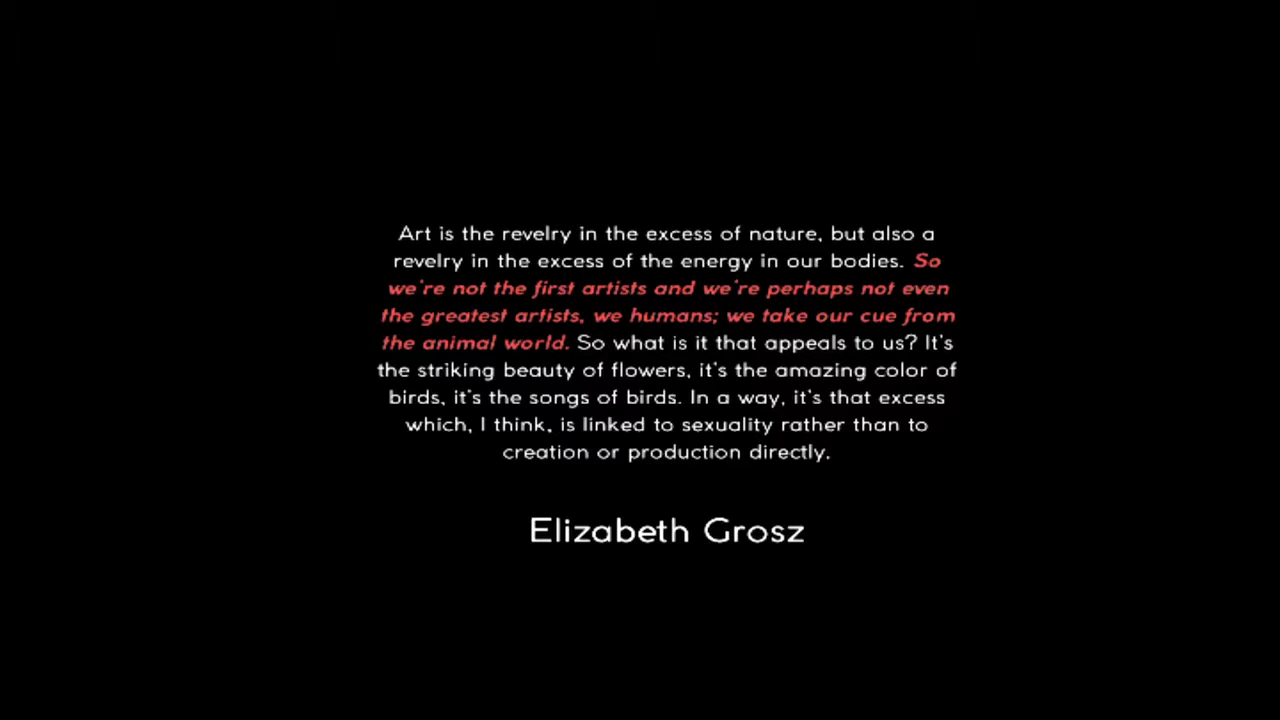 Art is the revelry in the excess of nature, but also a
revelry in the excess of the energy in our bodies. So
we're not the first artists and we're perhaps not even
the greatest artists, we humans; we take our cue from
the animal world. So what is it that appeals to us? It's
the striking beauty of flowers, it's the amazing color of
birds, it's the songs of birds. In a way, it's that excess
which, I think, is linked to sexuality rather than to
creation or production directly.
Elizabeth Grosz